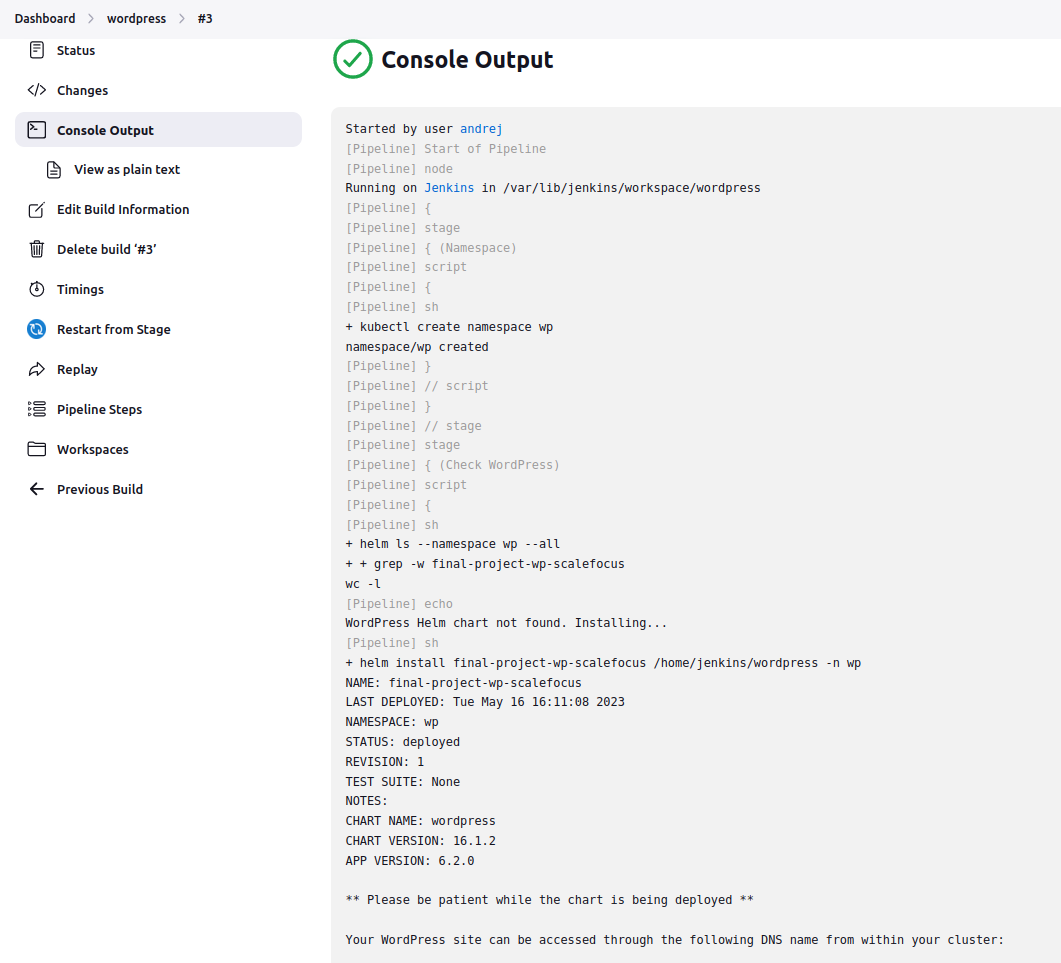 Dashboard > wordpress > #3
Status
Changes
Console Output
View as plain text
Edit Build Information
Delete build ‘#3’
Timings
Restart from Stage
Replay
Pipeline Steps
Workspaces
Previous Build
Console Output
Started by user andrej
[Pipeline] Start of Pipeline
[Pipeline] node
Running on Jenkins in /var/lib/jenkins/workspace/wordpress
[Pipeline] {
[Pipeline] stage
[Pipeline] { (Namespace)
[Pipeline] script
[Pipeline] {
[Pipeline] sh
+ kubectl create namespace wp
namespace/wp created
[Pipeline] }
[Pipeline] // script
[Pipeline] }
[Pipeline] // stage
[Pipeline] stage
[Pipeline] { (Check WordPress)
[Pipeline] script
[Pipeline] {
[Pipeline] sh
+ helm ls --namespace wp --all
+ + grep -w final-project-wp-scalefocus
wc -l
[Pipeline] echo
WordPress Helm chart not found. Installing...
[Pipeline] sh
+ helm install final-project-wp-scalefocus /home/jenkins/wordpress -n wp
NAME: final-project-wp-scalefocus
LAST DEPLOYED: Tue May 16 16:11:08 2023
NAMESPACE: wp
STATUS: deployed
REVISION: 1
TEST SUITE: None
NOTES:
CHART NAME: wordpress
CHART VERSION: 16.1.2
APP VERSION: 6.2.0
** Please be patient while the chart is being deployed **
Your WordPress site can be accessed through the following DNS name from within your cluster: